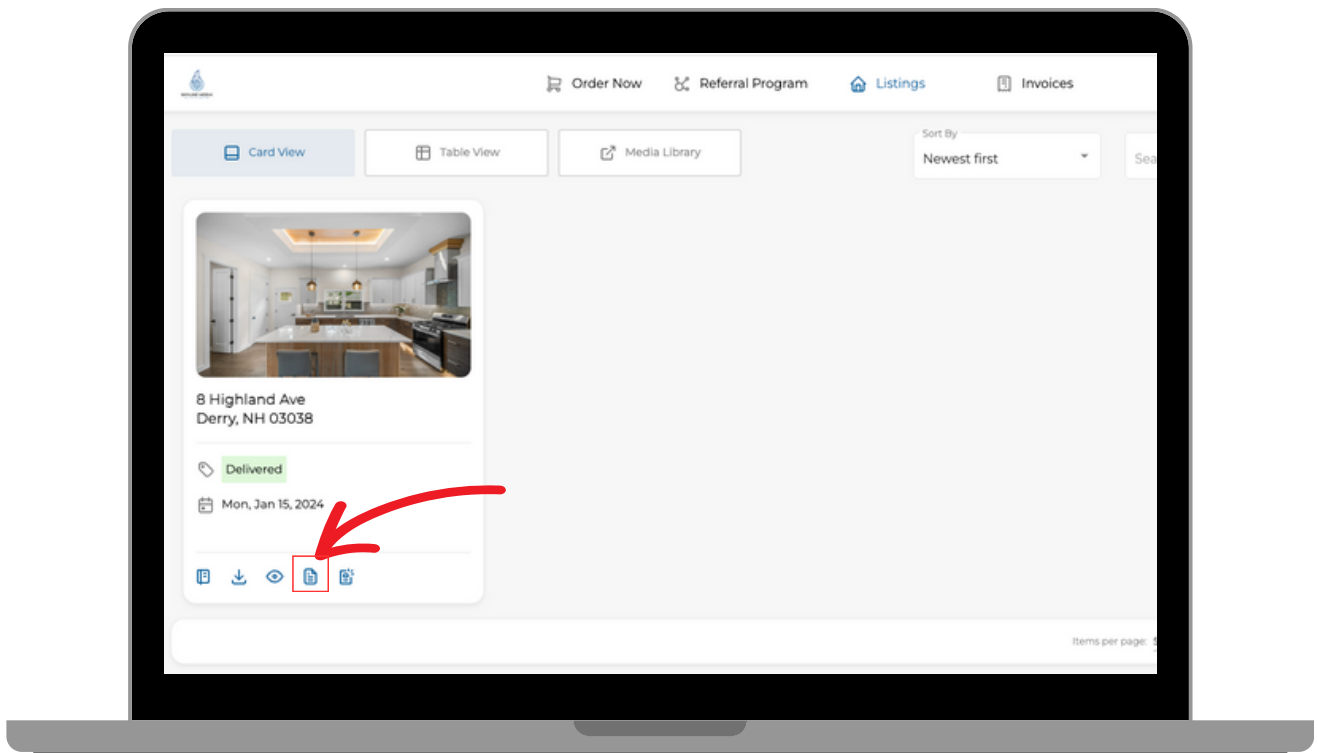 Order Now
Referral Program
Listings
Invoices
Card View
Table View
Media Library
Sort By
Newest first
Sea
8 Highland Ave
Derry, NH 03038
Delivered
Mon, Jan 15, 2024
Items per page: